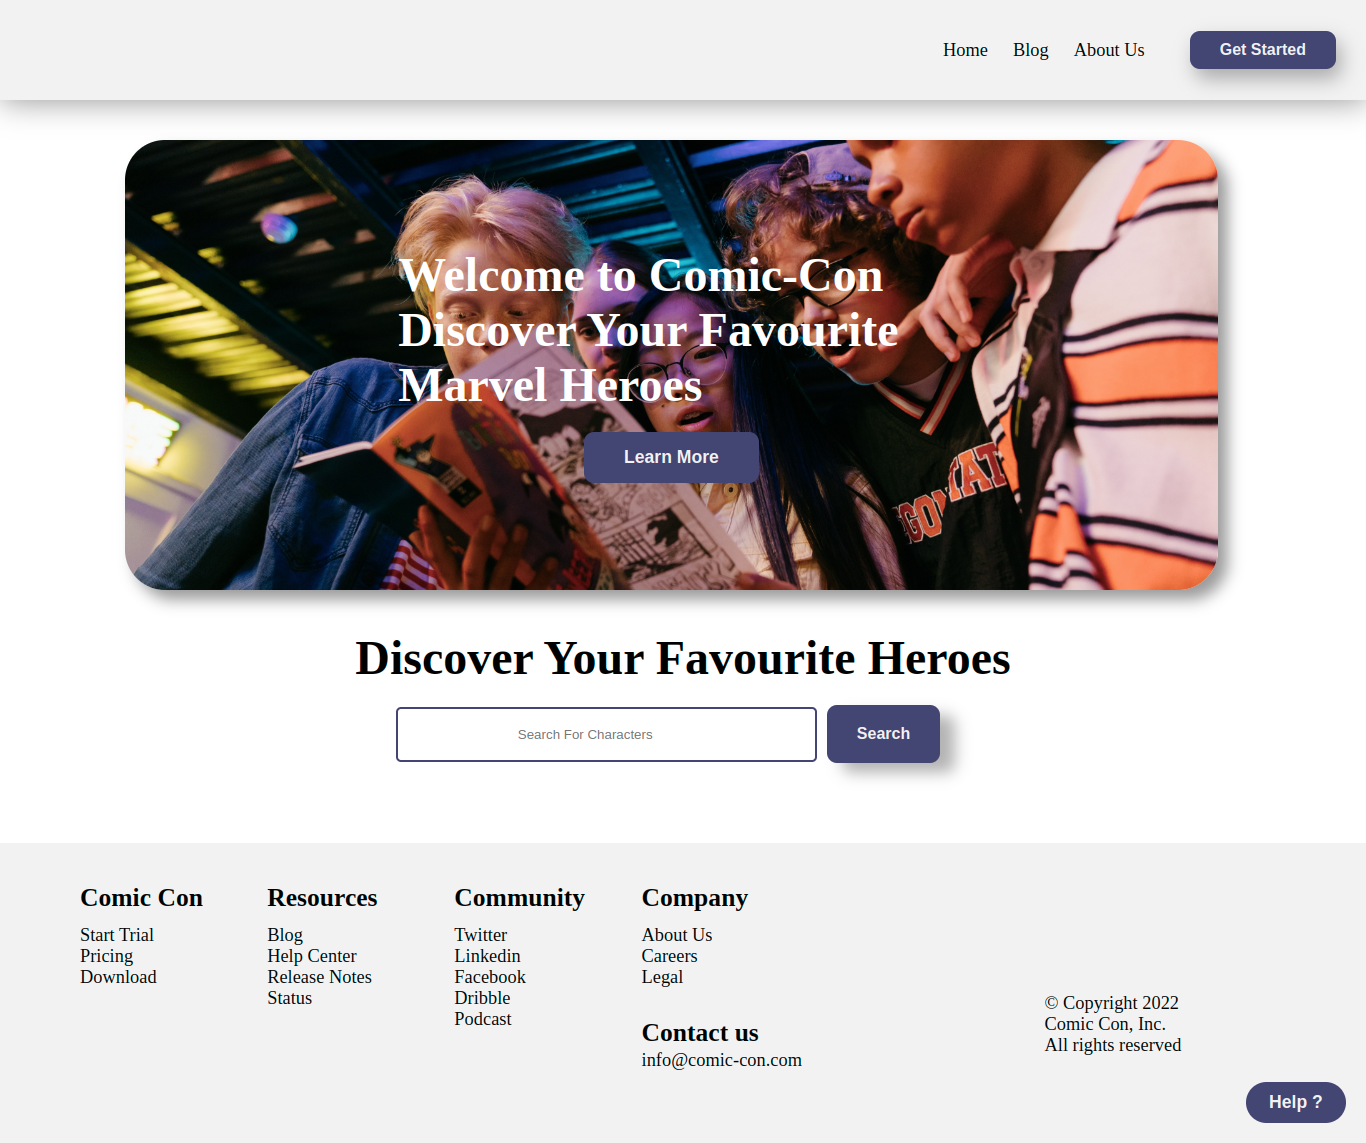 Home Blog About Us Get Started
Welcome to Comic-Con
Discover Your Favourite
Marvel Heroes
Learn More
Discover Your Favourite Heroes
Search For Characters Search
Comic Con
Start Trial
Pricing
Download
Resources
Blog
Help Center
Release Notes
Status
Community
Twitter
Linkedin
Facebook
Dribble
Podcast
Company
About Us
Careers
Legal
Contact us
info@comic-con.com
© Copyright 2022
Comic Con, Inc.
All rights reserved
Help ?